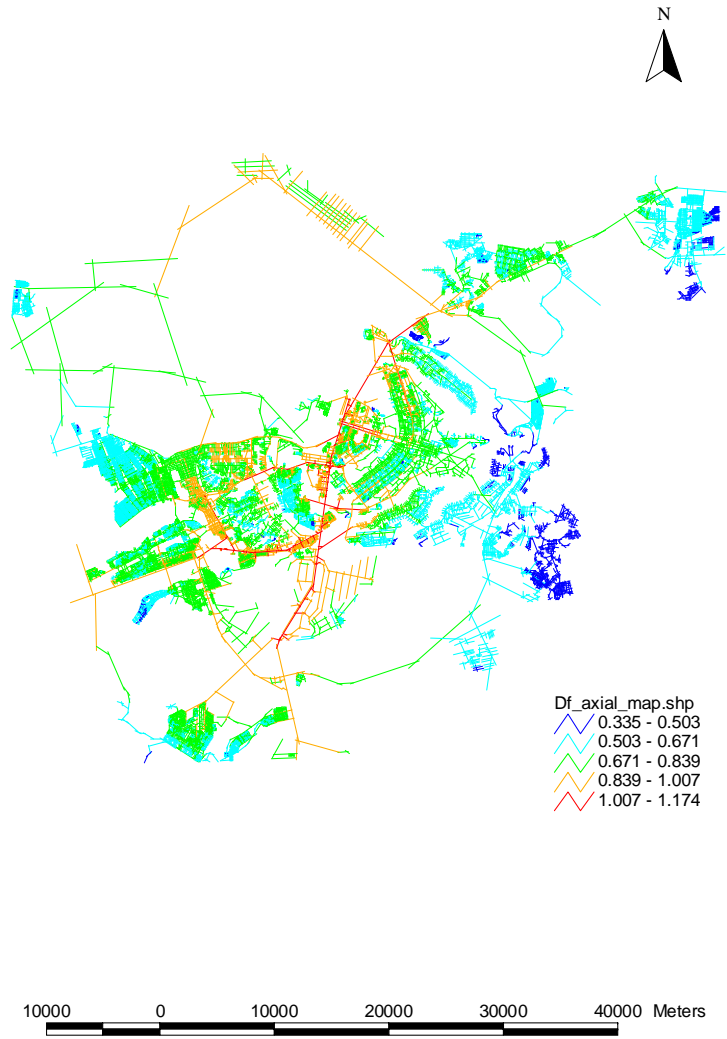 N
Df_axial_map.shp
0.335 - 0.503
0.503 - 0.671
0.671 - 0.839
0.839 - 1.007
1.007 - 1.174
10000 0 10000 20000 30000 40000 Meters